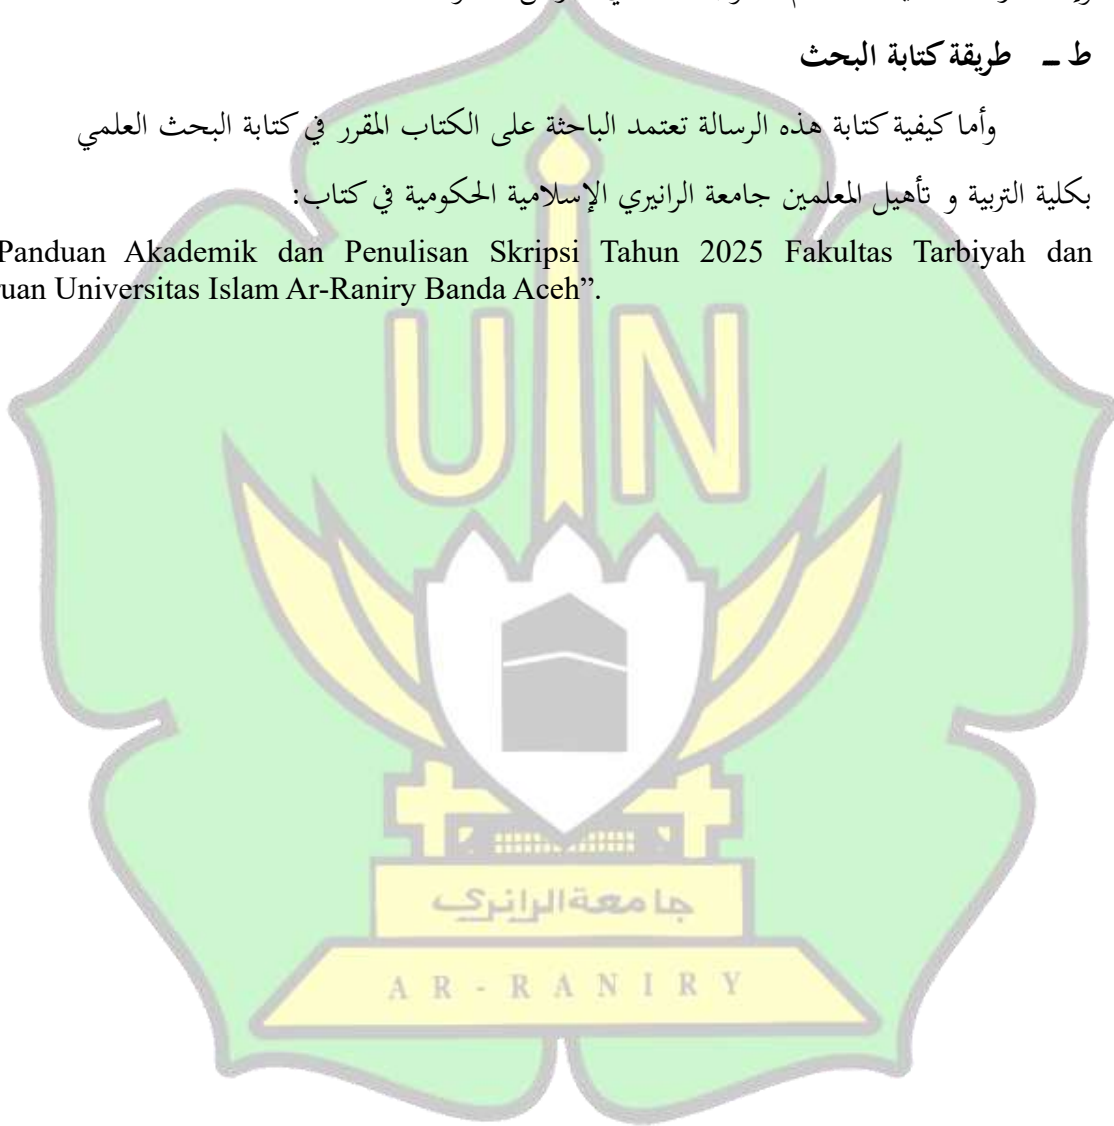 ط ـ طريقة كتابة البحث
وأما كيفية كتابة هذه الرسالة تعتمد الباحثة على الكتاب المقرر في كتابة البحث العلمي
بكلية التربية و تأهيل المعلمين جامعة الرانيري الإسلامية الحكومية في كتاب:
Panduan Akademik dan Penulisan Skripsi Tahun 2025 Fakultas Tarbiyah dan
Universitas Islam Ar-Raniry Banda Aceh”.
UIN
جامعة الرانري
AR-RANIRY